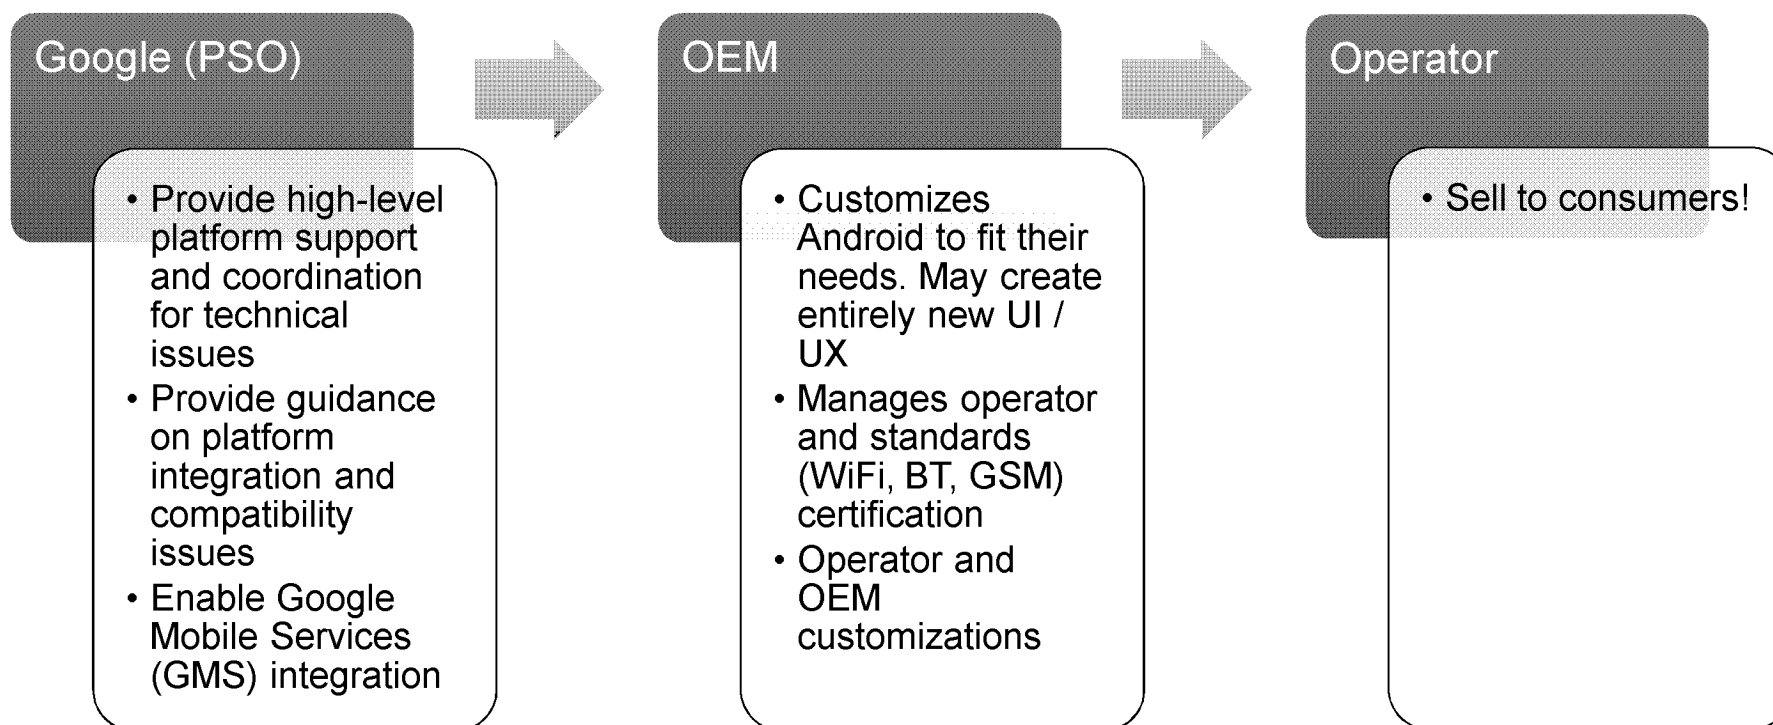 Google (PSO)
• Provide high-level
platform support
and coordination
for technical
issues
• Provide guidance
on platform
integration and
compatibility
issues
• Enable Google
Mobile Services
(GMS) integration
OEM
• Customizes
Android to fit their
needs. May create
entirely new UI /
UX
• Manages operator
and standards
(WiFi, BT, GSM)
certification
• Operator and
OEM
customizations
Operator
• Sell to consumers!